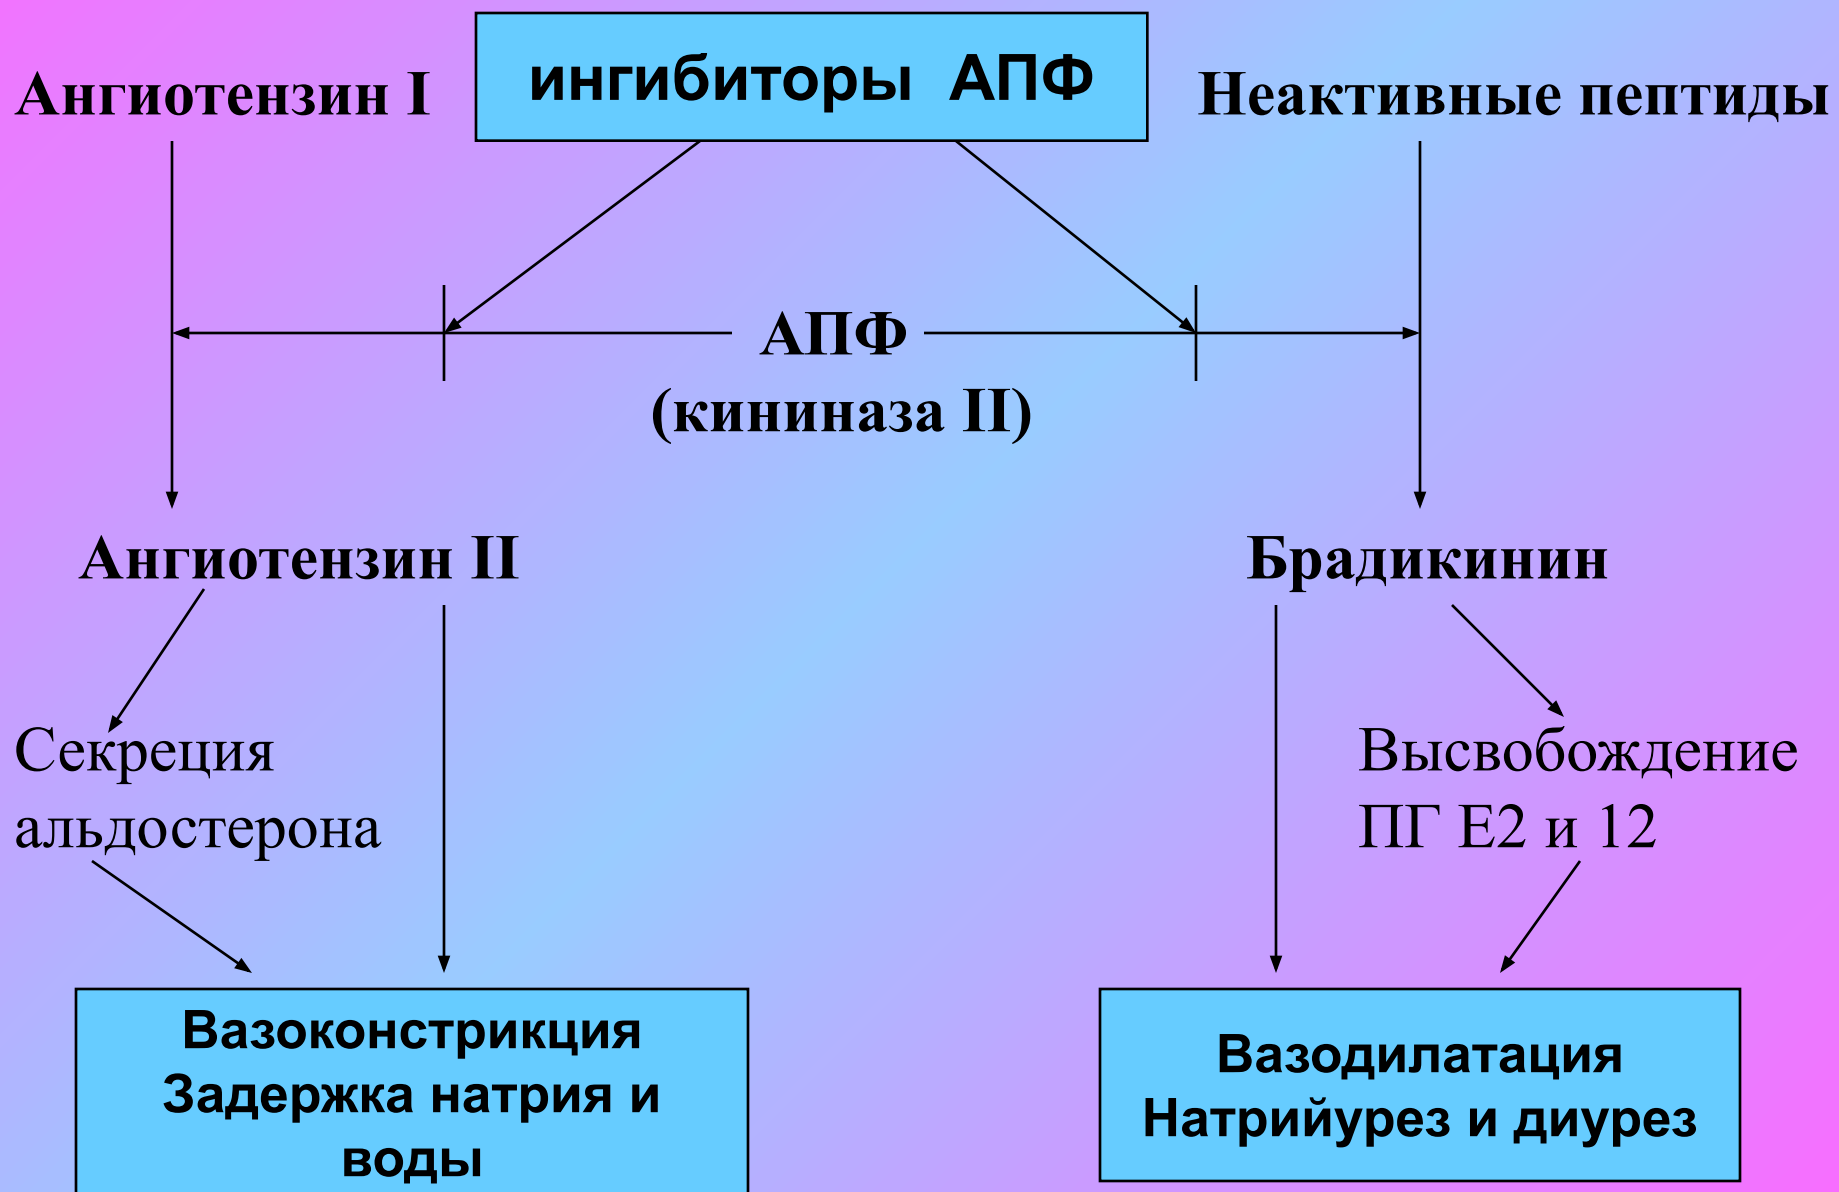 ингибиторы АПФ
Ангиотензин I
Неактивные пептиды
АПФ
(кининаза II)
Ангиотензин II
Брадикинин
Секреция
альдостерона
Высвобождение
ПГ Е2 и 12
Вазоконстрикция
Задержка натрия и
воды
Вазодилатация
Натрийурез и диурез